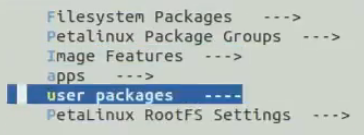 Filesystem Packages  --->
Petalinux Package Groups  --->
Image Features  --->
apps  --->
user packages  ----
PetaLinux RootFS Settings  --->